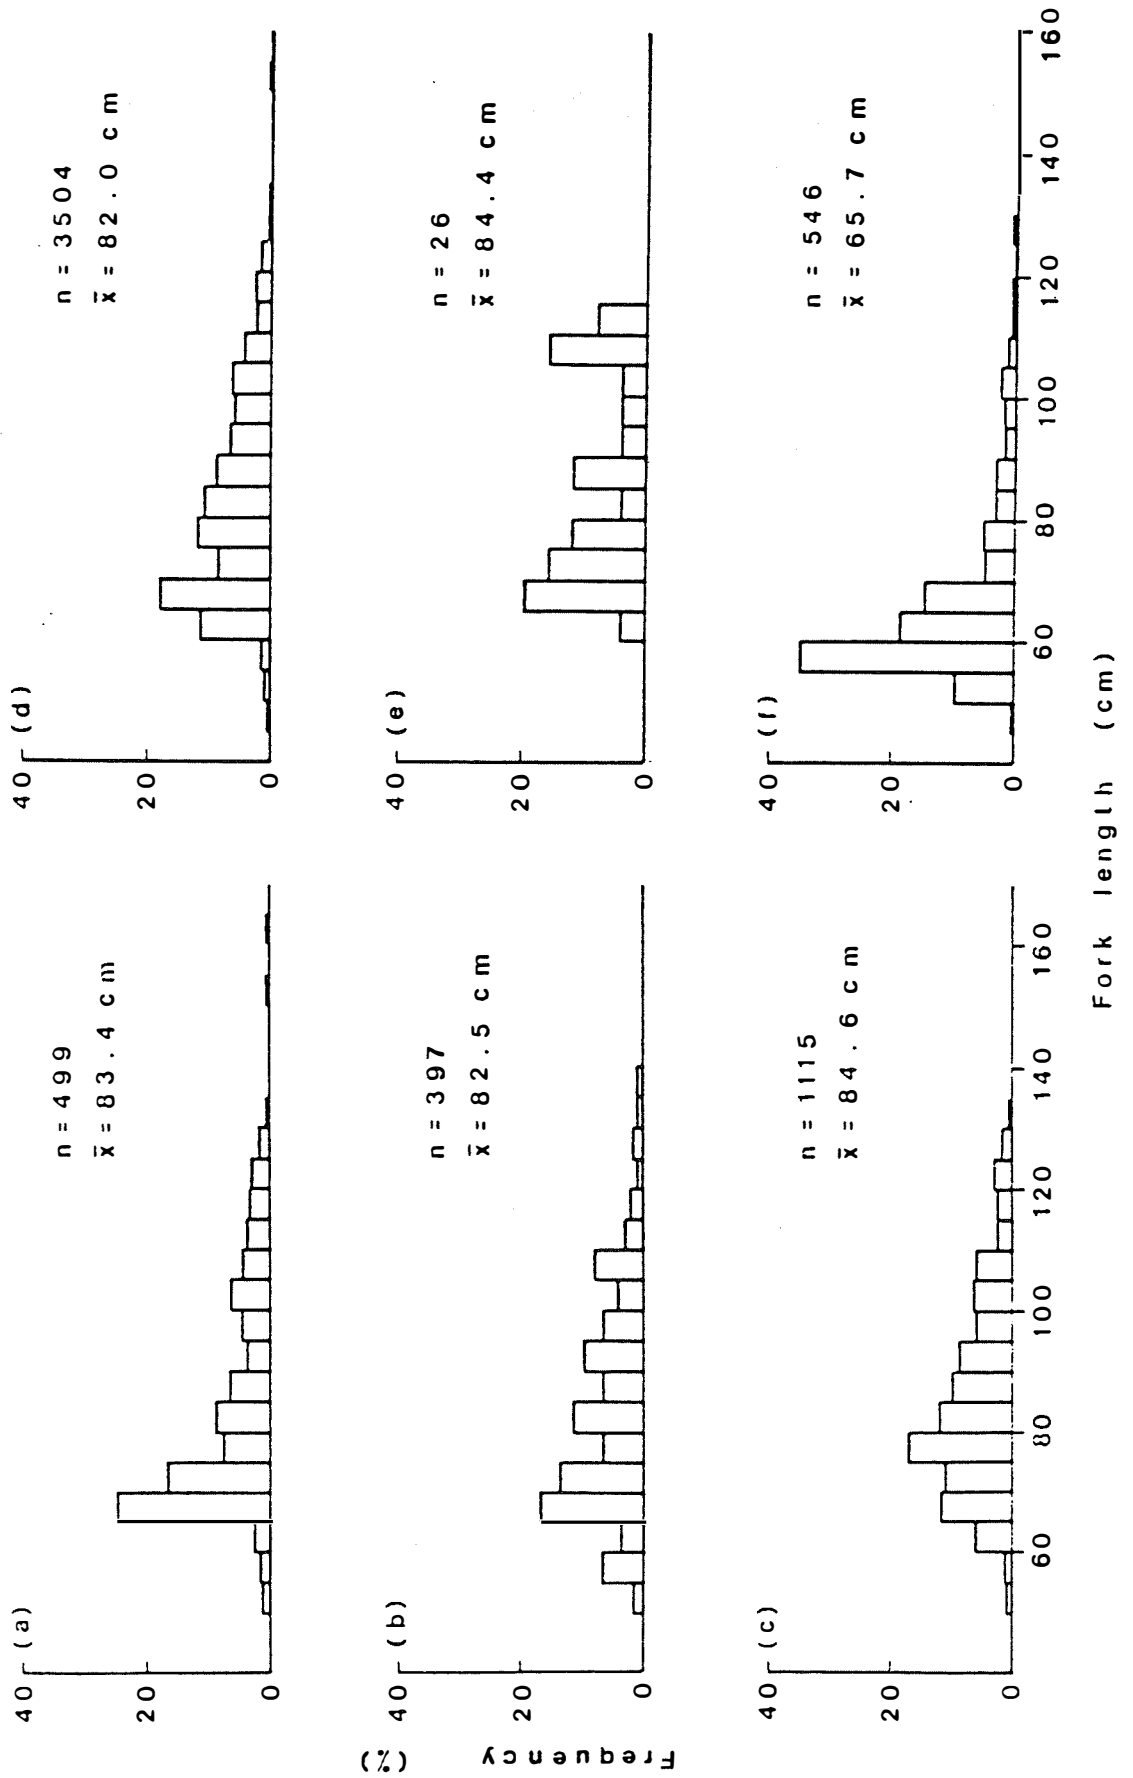 (a)
n = 499
x̄ = 83.4 cm
40
20
0
(b)
n = 397
x̄ = 82.5 cm
40
20
0
(c)
n = 1115
x̄ = 84.6 cm
40
20
0
60 80 100 120 140 160
(d)
n = 3504
x̄ = 82.0 cm
40
20
0
(e)
n = 26
x̄ = 84.4 cm
40
20
0
(f)
n = 546
x̄ = 65.7 cm
40
20
0
60 80 100 120 140 160
Frequency (%)
Fork length (cm)